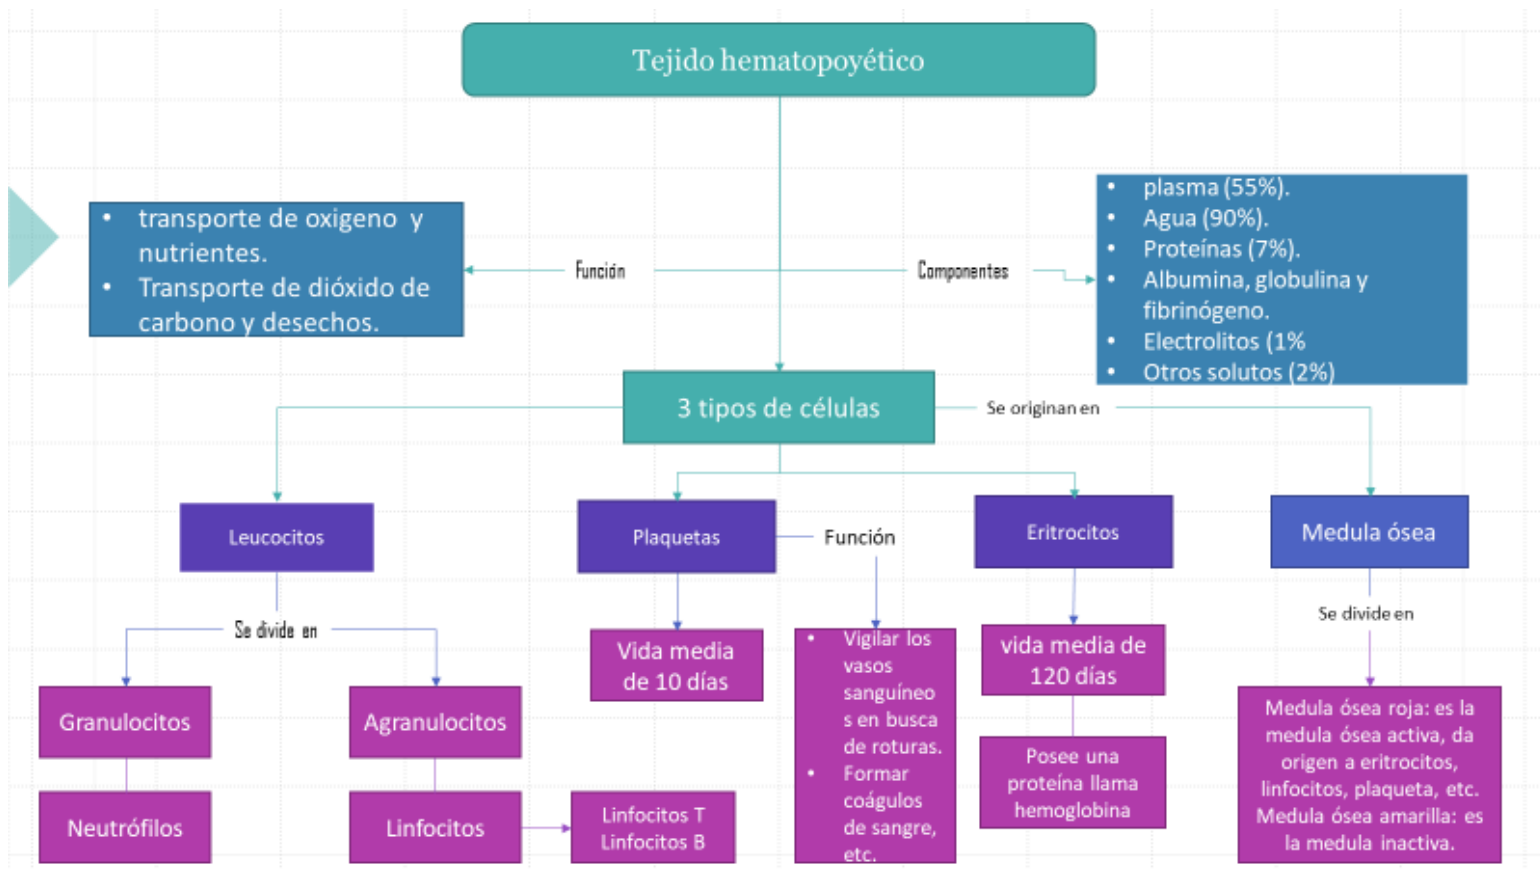 Tejido hematopoyético
• transporte de oxigeno y
nutrientes.
• Transporte de dióxido de
carbono y desechos.
Función
Componentes
• plasma (55%).
• Agua (90%).
• Proteínas (7%).
• Albumina, globulina y
fibrinógeno.
• Electrolitos (1%
• Otros solutos (2%)
3 tipos de células
Se originan en
Leucocitos
Plaquetas
Función
Eritrocitos
Medula ósea
Se divide en
Granulocitos
Neutrófilos
Agranulocitos
Linfocitos
Linfocitos T
Linfocitos B
Vida media
de 10 días
• Vigilar los
vasos
sanguíneo
s en busca
de roturas.
• Formar
coágulos
de sangre,
etc.
vida media de
120 días
Posee una
proteína llama
hemoglobina
Se divide en
Medula ósea roja: es la
medula ósea activa, da
origen a eritrocitos,
linfocitos, plaqueta, etc.
Medula ósea amarilla: es
la medula inactiva.